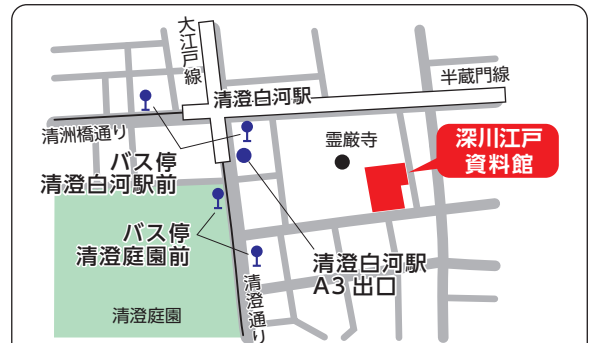 大江戸線
半蔵門線
清澄白河駅
清洲橋通り
バス停
清澄白河駅前
霊厳寺
深川江戸
資料館
バス停
清澄庭園前
清澄白河駅
A3 出口
清澄庭園
清澄通り